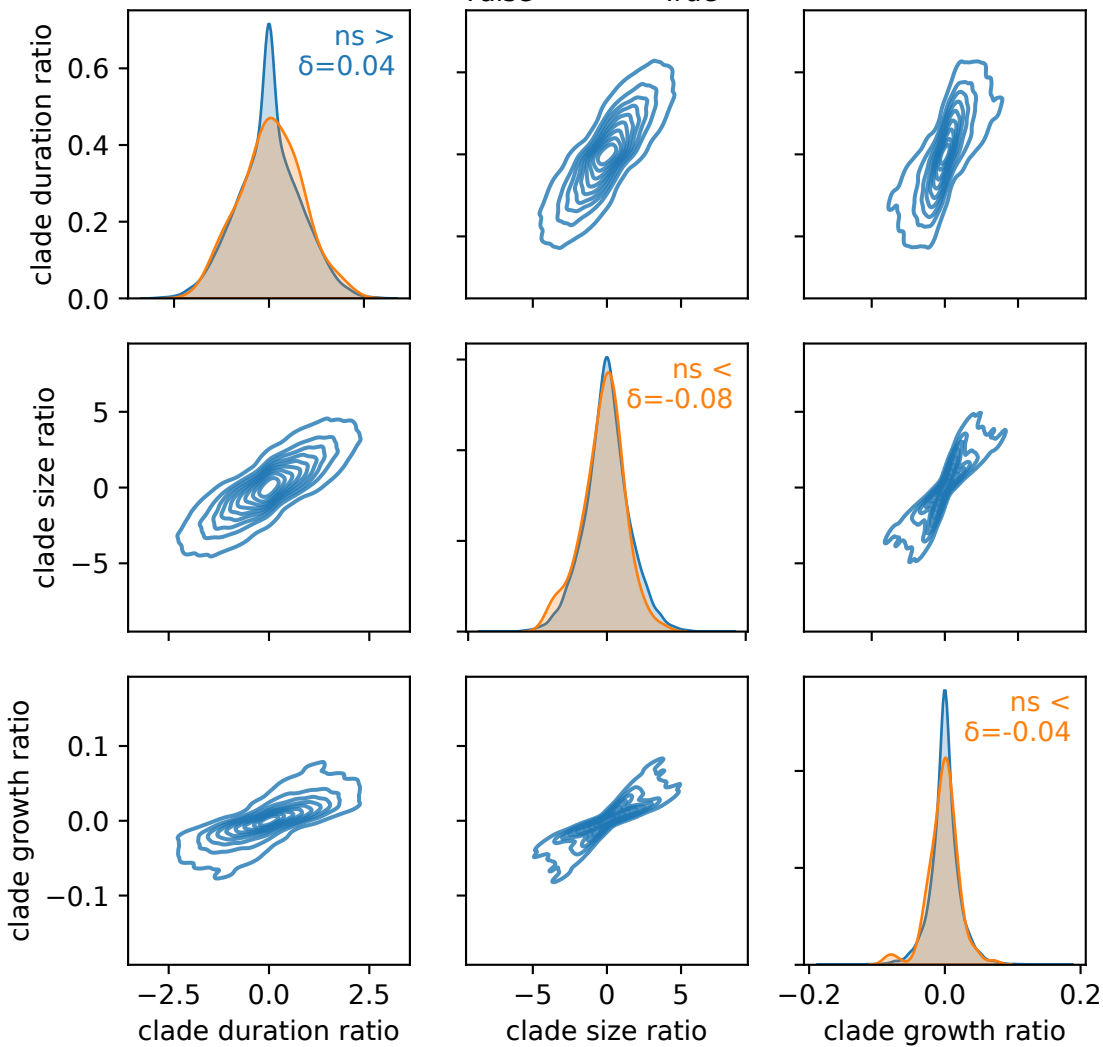 clade duration ratio
0.6
0.4
0.2
0.0
ns >
δ=0.04
clade size ratio
5
0
−5
ns <
δ=-0.08
clade growth ratio
0.1
0.0
−0.1
ns <
δ=-0.04
−2.5 0.0 2.5
clade duration ratio
−5 0 5
clade size ratio
−0.2 0.0 0.2
clade growth ratio